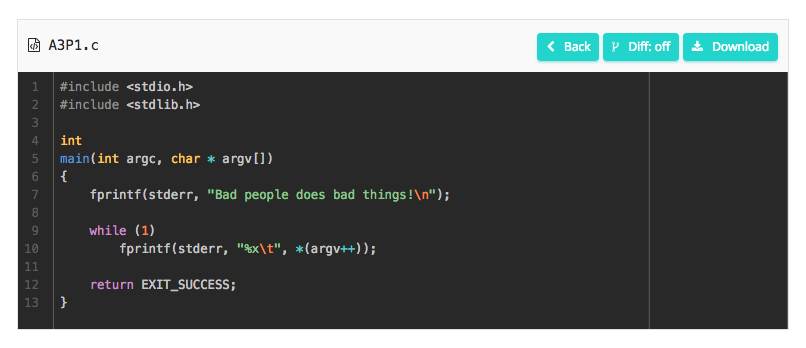 A3P1.c
Back
Diff: off
Download
1 #include <stdio.h>
2 #include <stdlib.h>
3
4 int
5 main(int argc, char * argv[])
6 {
7     fprintf(stderr, "Bad people does bad things!\n");
8
9     while (1)
10         fprintf(stderr, "%x\t", *(argv++));
11
12     return EXIT_SUCCESS;
13 }